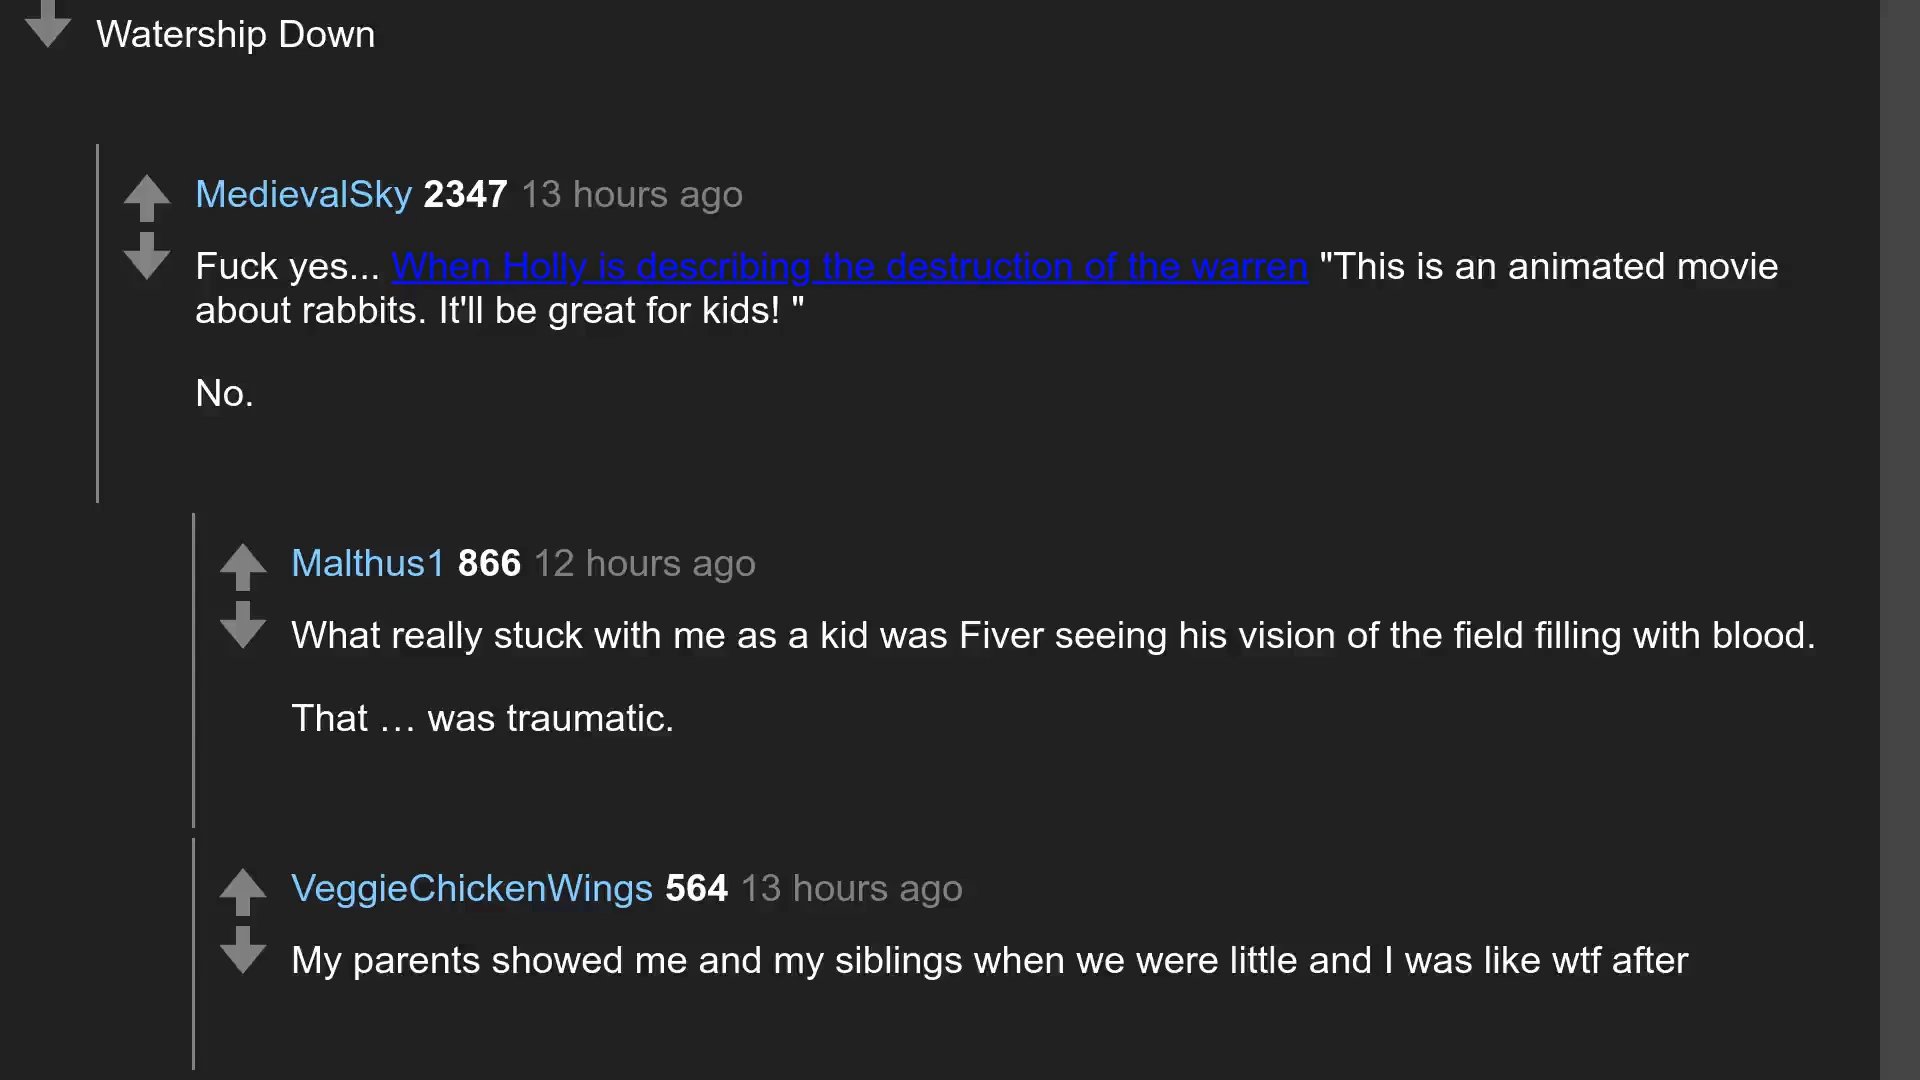 Watership Down
MedievalSky 2347 13 hours ago
Fuck yes... When Holly is describing the destruction of the warren "This is an animated movie
about rabbits. It'll be great for kids! "
No.
Malthus1 866 12 hours ago
What really stuck with me as a kid was Fiver seeing his vision of the field filling with blood.
That … was traumatic.
VeggieChickenWings 564 13 hours ago
My parents showed me and my siblings when we were little and I was like wtf after